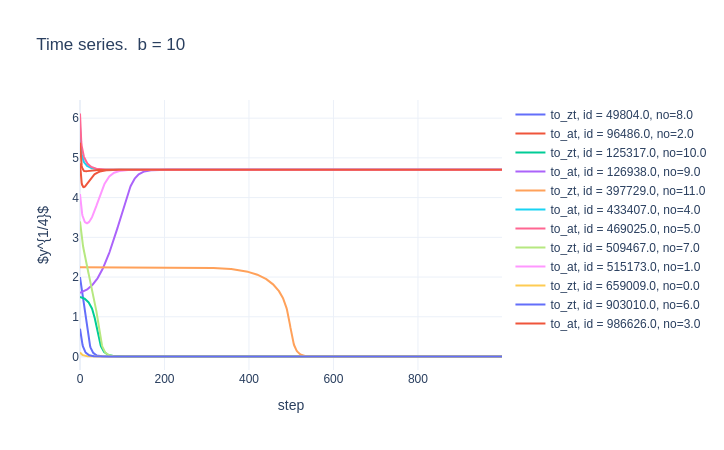 Time series.  b = 10
$y^{1/4}$
6
5
4
3
2
1
0
0
200
400
600
800
step
to_zt, id = 49804.0, no=8.0
to_at, id = 96486.0, no=2.0
to_zt, id = 125317.0, no=10.0
to_at, id = 126938.0, no=9.0
to_zt, id = 397729.0, no=11.0
to_at, id = 433407.0, no=4.0
to_at, id = 469025.0, no=5.0
to_zt, id = 509467.0, no=7.0
to_at, id = 515173.0, no=1.0
to_zt, id = 659009.0, no=0.0
to_zt, id = 903010.0, no=6.0
to_at, id = 986626.0, no=3.0